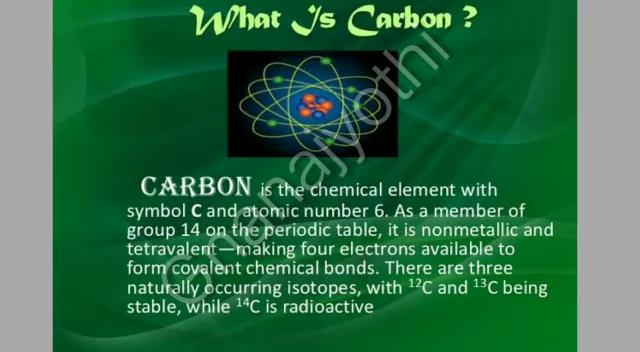 What Is Carbon ?
CARBON is the chemical element with
symbol C and atomic number 6. As a member of
group 14 on the periodic table, it is nonmetallic and
tetravalent—making four electrons available to
form covalent chemical bonds. There are three
naturally occurring isotopes, with ¹²C and ¹³C being
stable, while ¹⁴C is radioactive
Gnanajyothi